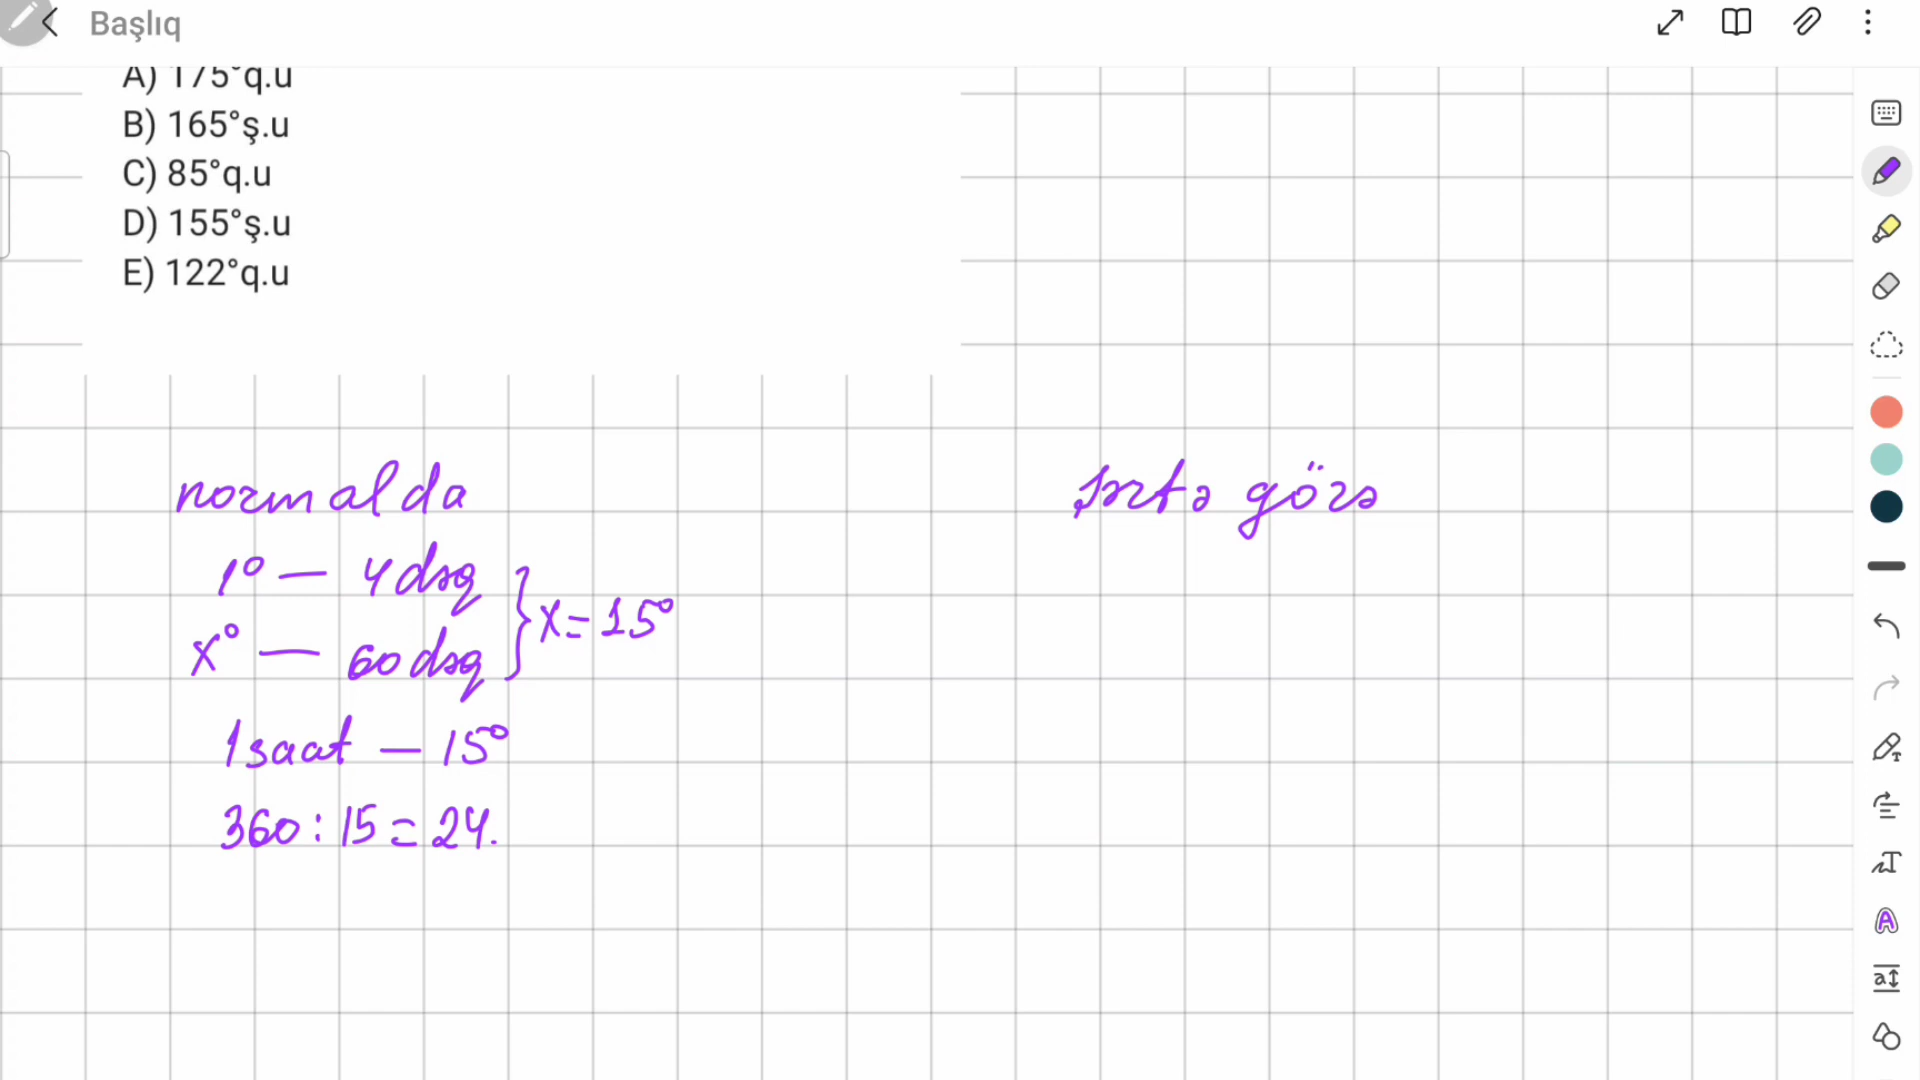 Başlıq
A) 175°q.u
B) 165°ş.u
C) 85°q.u
D) 155°ş.u
E) 122°q.u
normalda
1° — 4 dəq
x° — 60 dəq
x = 15°
1 saat — 15°
360 : 15 = 24.
Şərtə görə